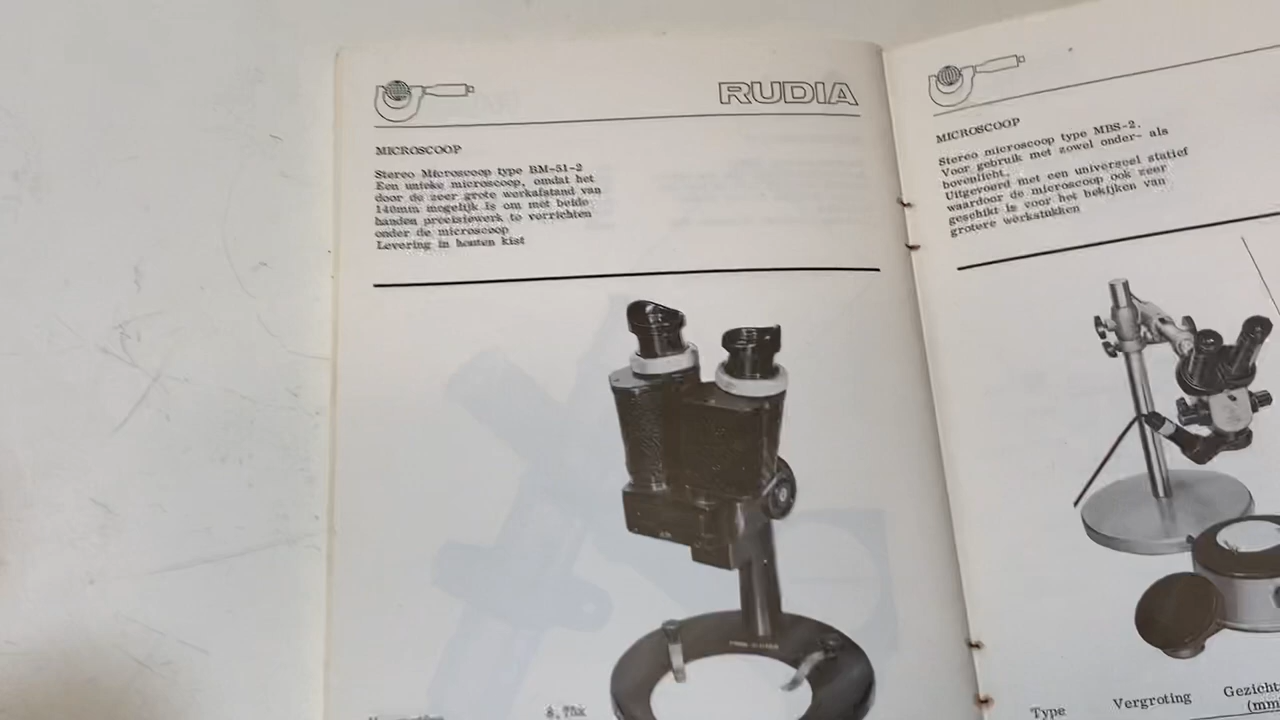 RUDIA
MICROSCOOP
Stereo Microscoop type BM-51-2
Een unieke microscoop, omdat het
door de zeer grote werkafstand van
140mm mogelijk is om met beide
handen precisiewerk te verrichten
onder de microscoop
Levering in houten kist
8,75x
MICROSCOOP
Stereo microscoop type MBS-2.
Voor gebruik met zowel onder- als
bovenlicht.
Uitgevoerd met een universeel statief
waardoor de microscoop ook zeer
geschikt is voor het bekijken van
grotere werkstukken
Type Vergroting Gezicht
(mm